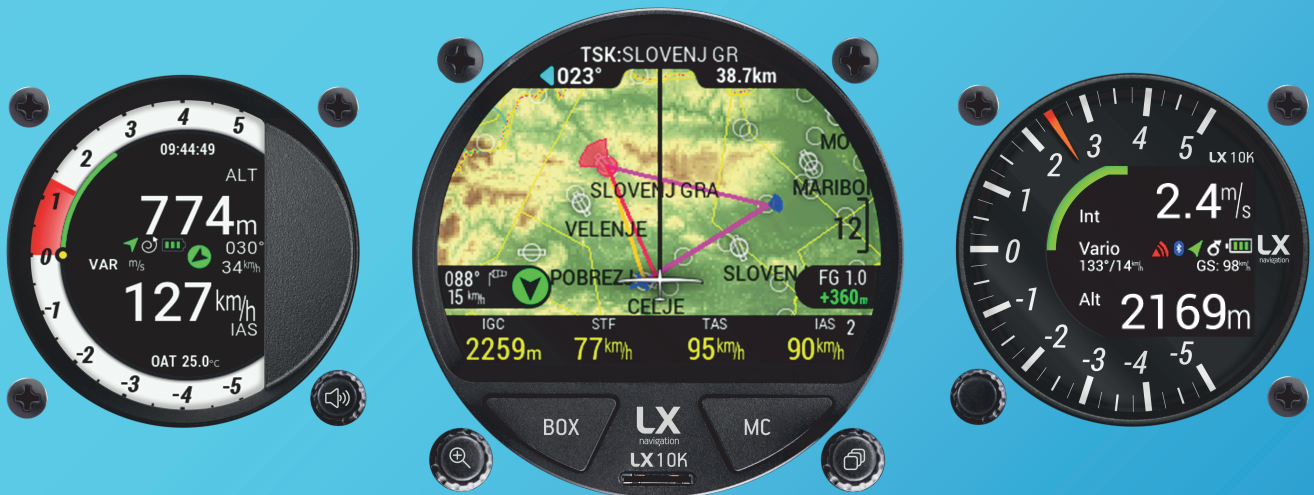 5
4
3
2
1
0
-1
-2
-3
-4
-5
09:44:49
ALT
774m
030°
34km/h
VAR
m/s
127km/h
IAS
OAT 25.0°C
TSK:SLOVENJ GR
023° 38.7km
MO
SLOVENJ GRA
MARIBO
VELENJE
12
088°
15 km/h
POBREZ
SLOVEN
FG 1.0
+360m
CELJE
IGC STF TAS IAS 2
2259m 77km/h 95km/h 90km/h
BOX
MC
LX
navigation
LX10K
5
4
3
2
1
0
-1
-2
-3
-4
-5
LX10K
Int 2.4m/s
Vario
133°/14km/h
GS: 98km/h
LX
navigation
Alt 2169m